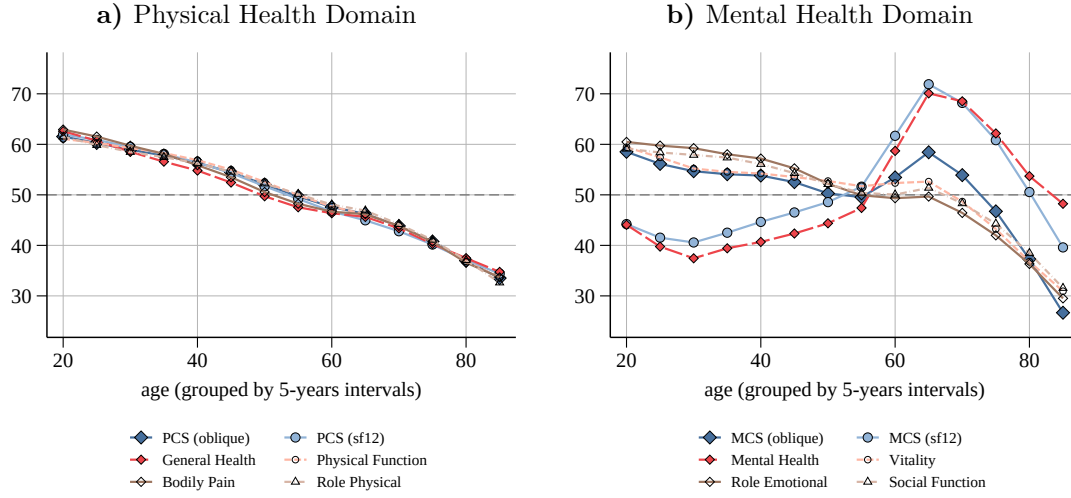 a) Physical Health Domain
70
60
50
40
30
20 40 60 80
age (grouped by 5-years intervals)
PCS (oblique) PCS (sf12)
General Health Physical Function
Bodily Pain Role Physical
b) Mental Health Domain
70
60
50
40
30
20 40 60 80
age (grouped by 5-years intervals)
MCS (oblique) MCS (sf12)
Mental Health Vitality
Role Emotional Social Function